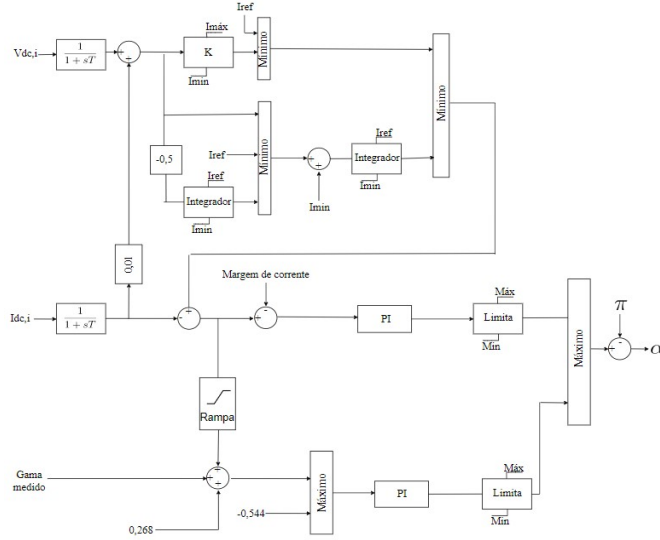 Iref
Imáx
Vdc,i
1
1 + sT
+
+
K
Mínimo
Imin
Mínimo
-0,5
Iref
Mínimo
+
+
Iref
Integrador
Imin
Iref
Integrador
Imin
Imin
0,01
Margem de corrente
Idc,i
1
1 + sT
-
+
-
+
PI
Máx
Limita
Min
Máximo
π
-
+
α
Rampa
Gama
medido
+
+
+
0,268
-0,544
Máximo
PI
Máx
Limita
Min